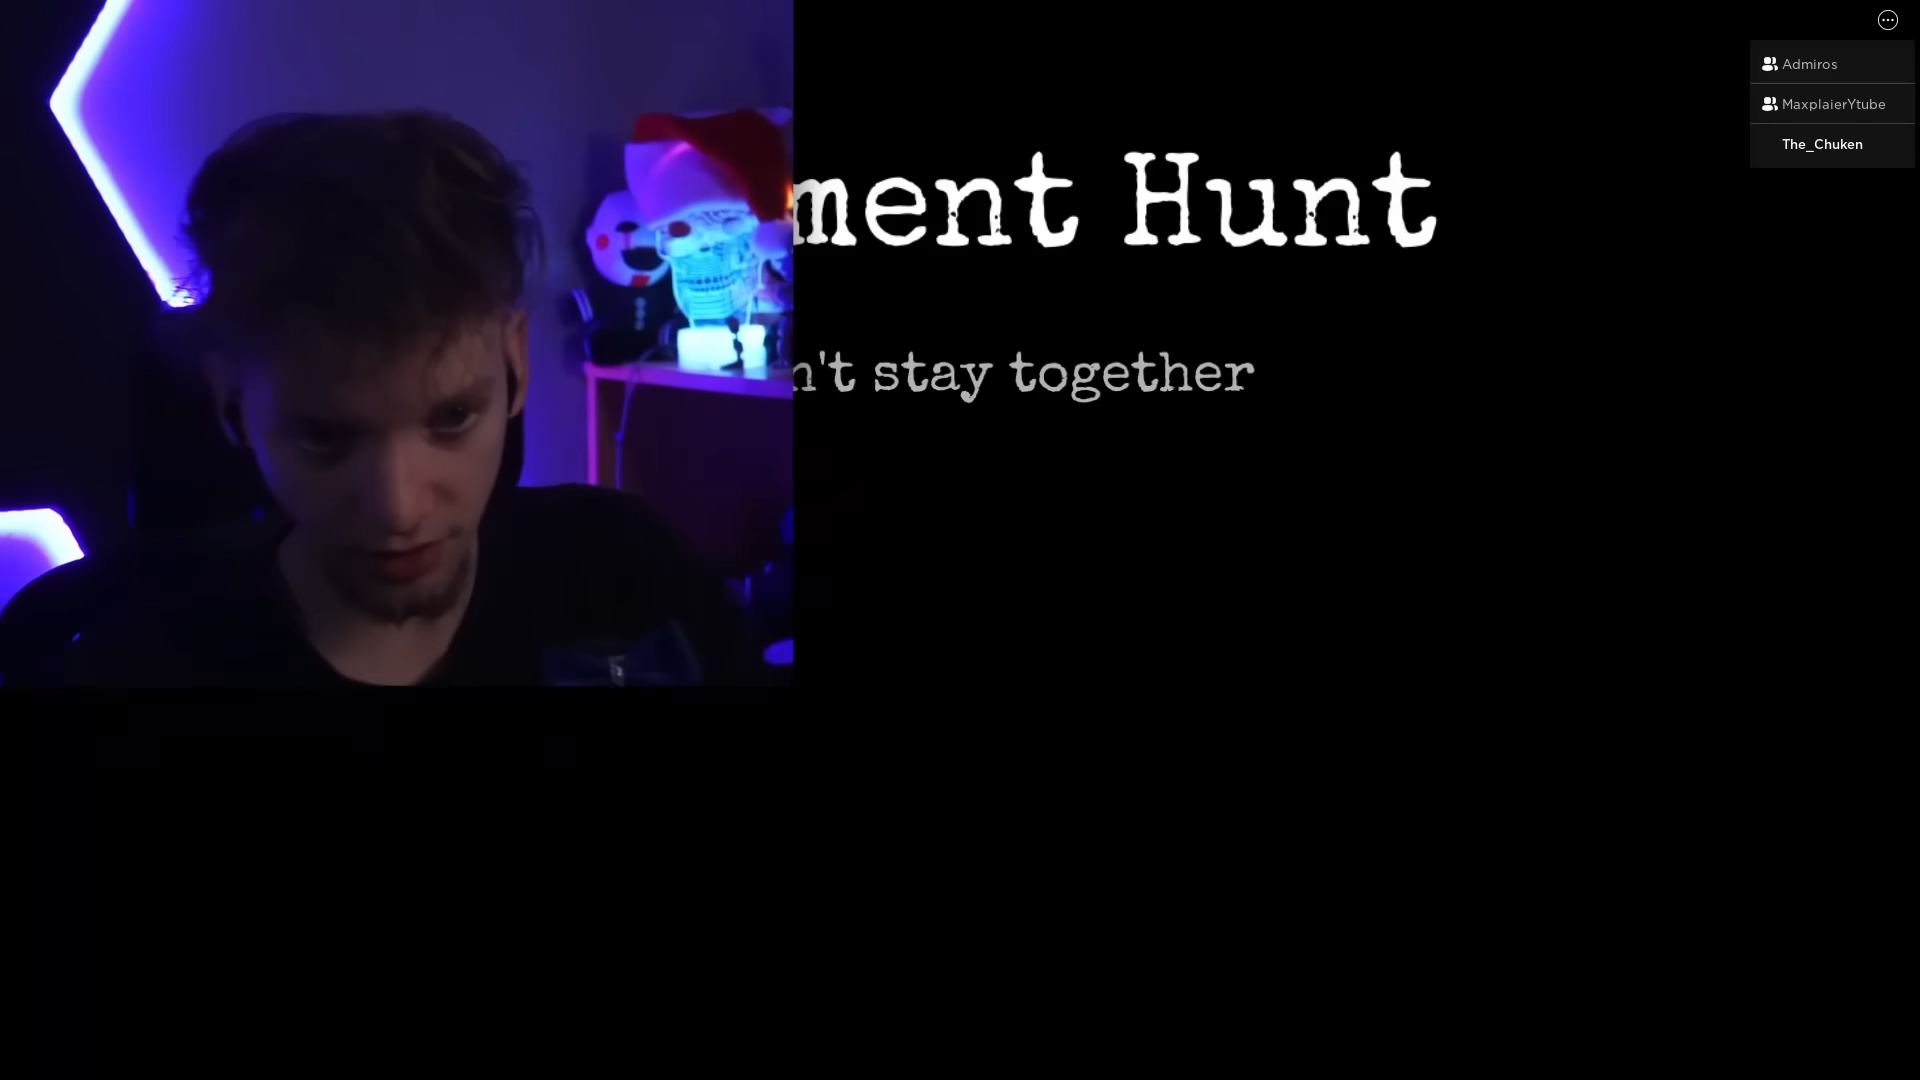 ment Hunt
n't stay together
Admiros
MaxplaierYtube
The_Chuken